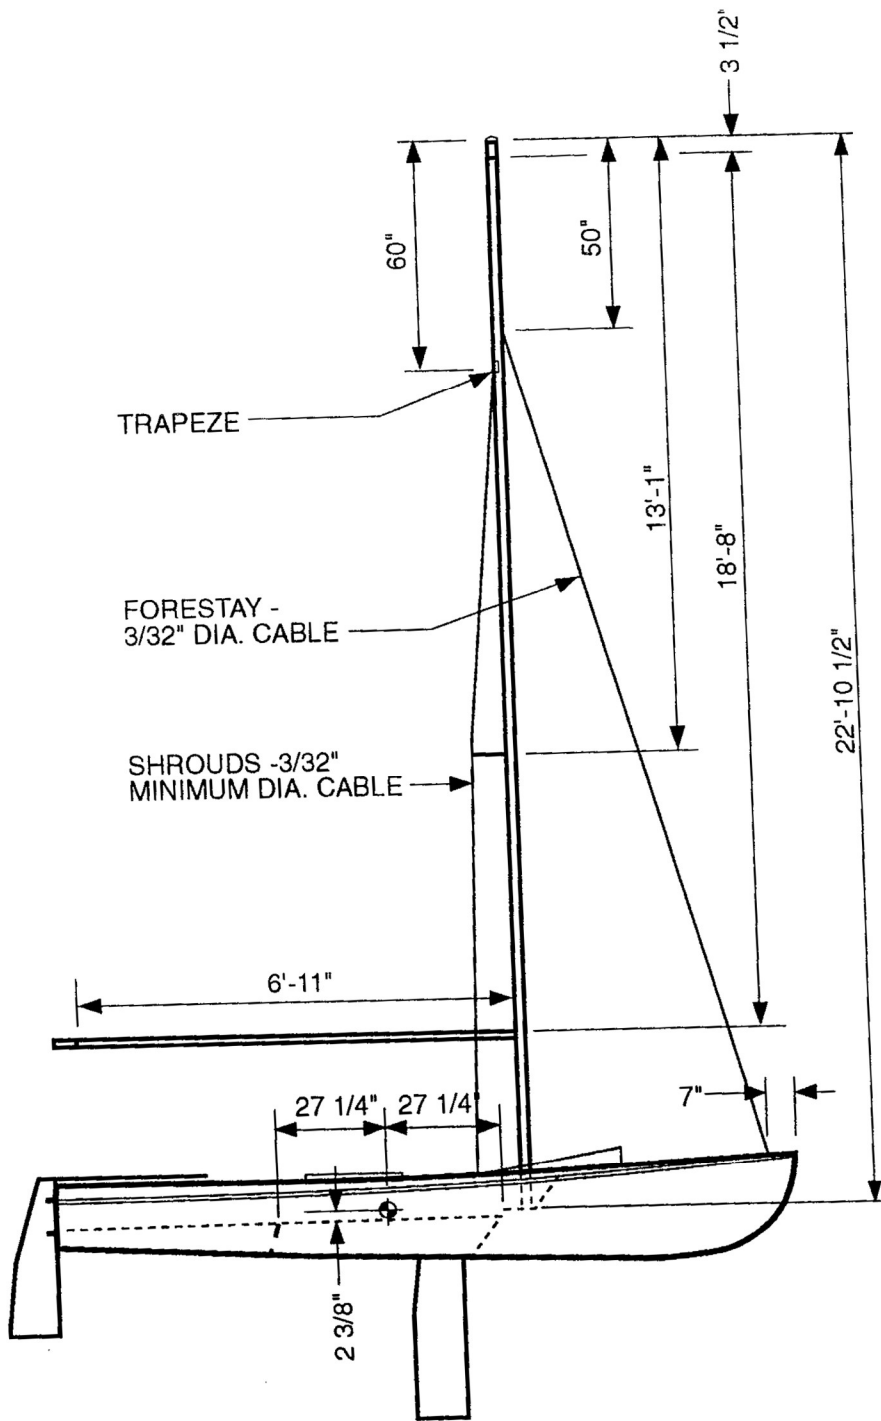 3 1/2"
60"
50"
TRAPEZE
13'-1"
18'-8"
FORESTAY -
3/32" DIA. CABLE
22'-10 1/2"
SHROUDS -3/32"
MINIMUM DIA. CABLE
6'-11"
27 1/4"
27 1/4"
7"
2 3/8"